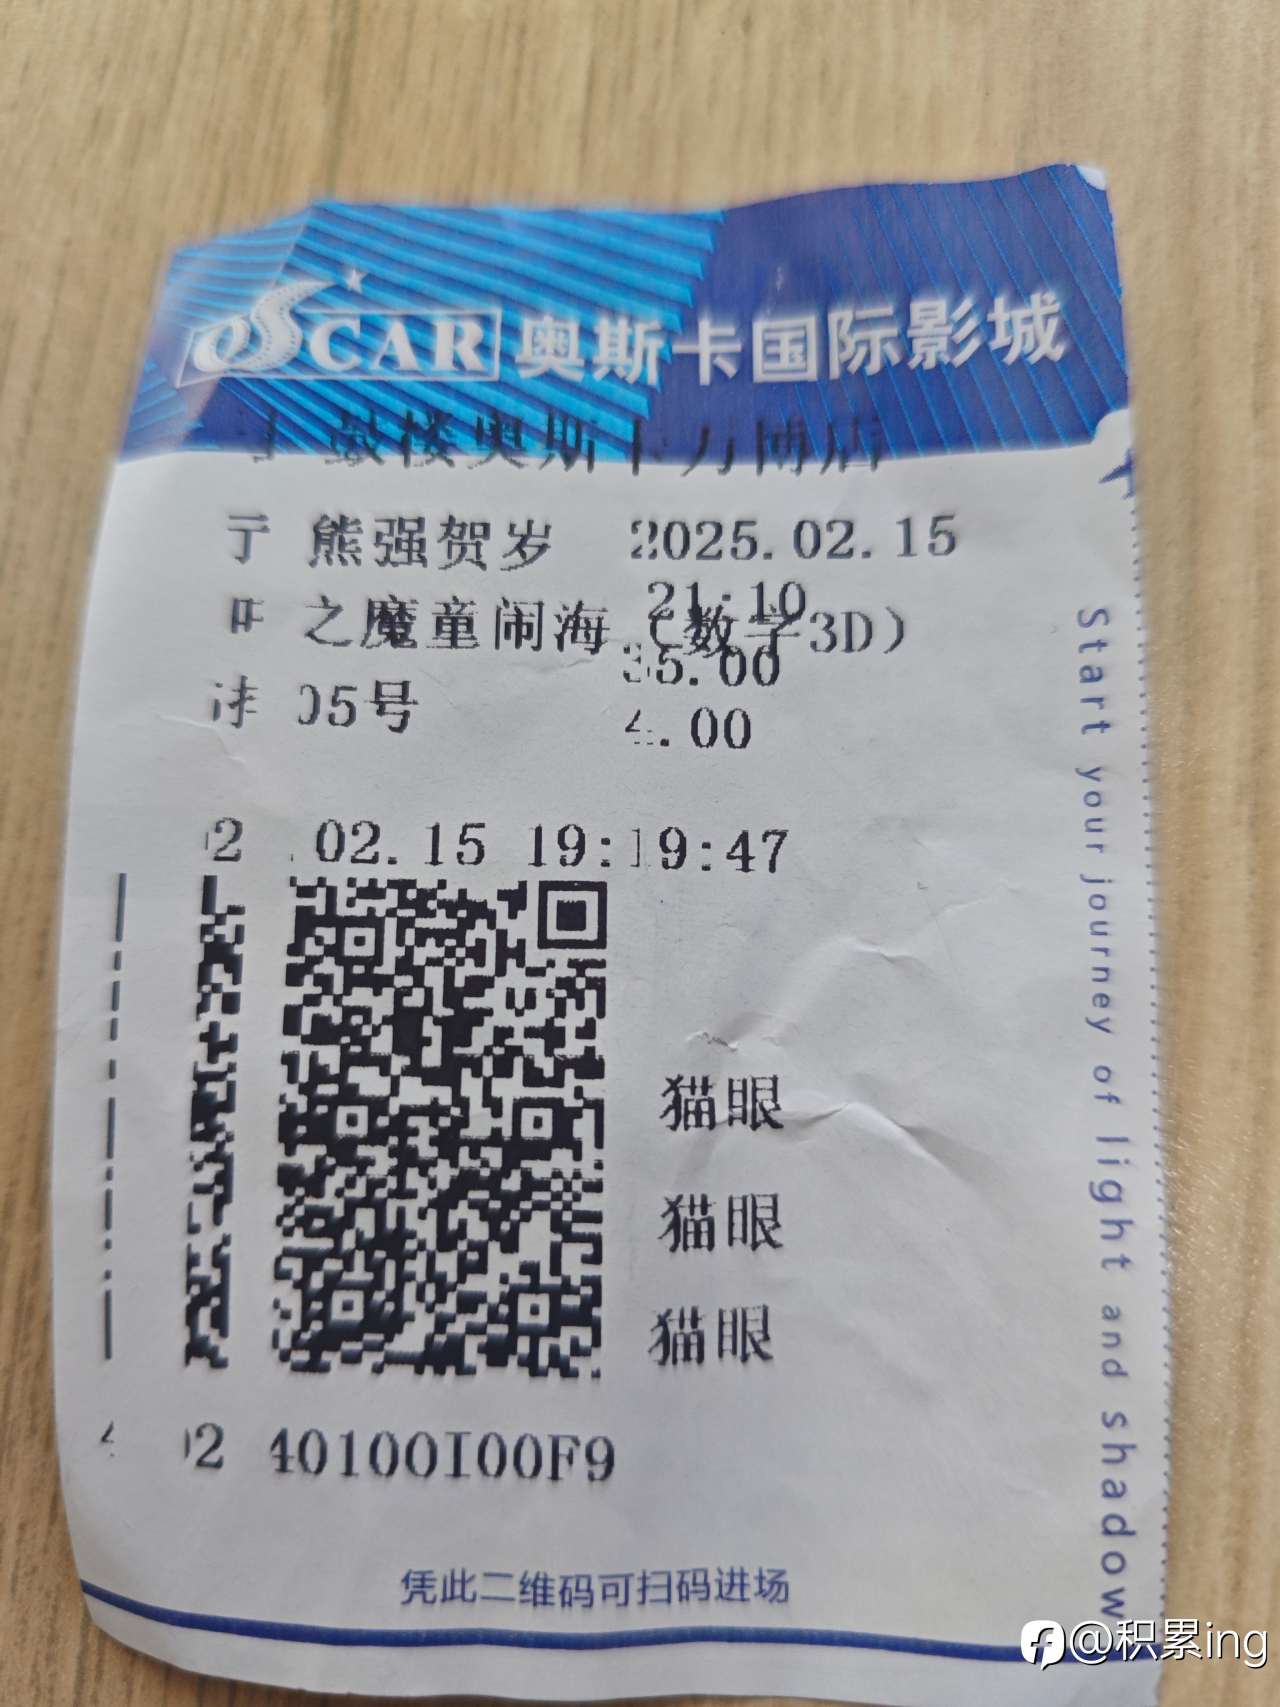 OSCAR 奥斯卡国际影城
鼓楼奥斯卡万博店
熊强贺岁 2025.02.15
21:10
之魔童闹海 (数字3D)
35.00
05号
4.00
02.15 19:19:47
猫眼
猫眼
猫眼
02 40100I00F9
凭此二维码可扫码进场
Start your journey of light and shadow
@积累ing